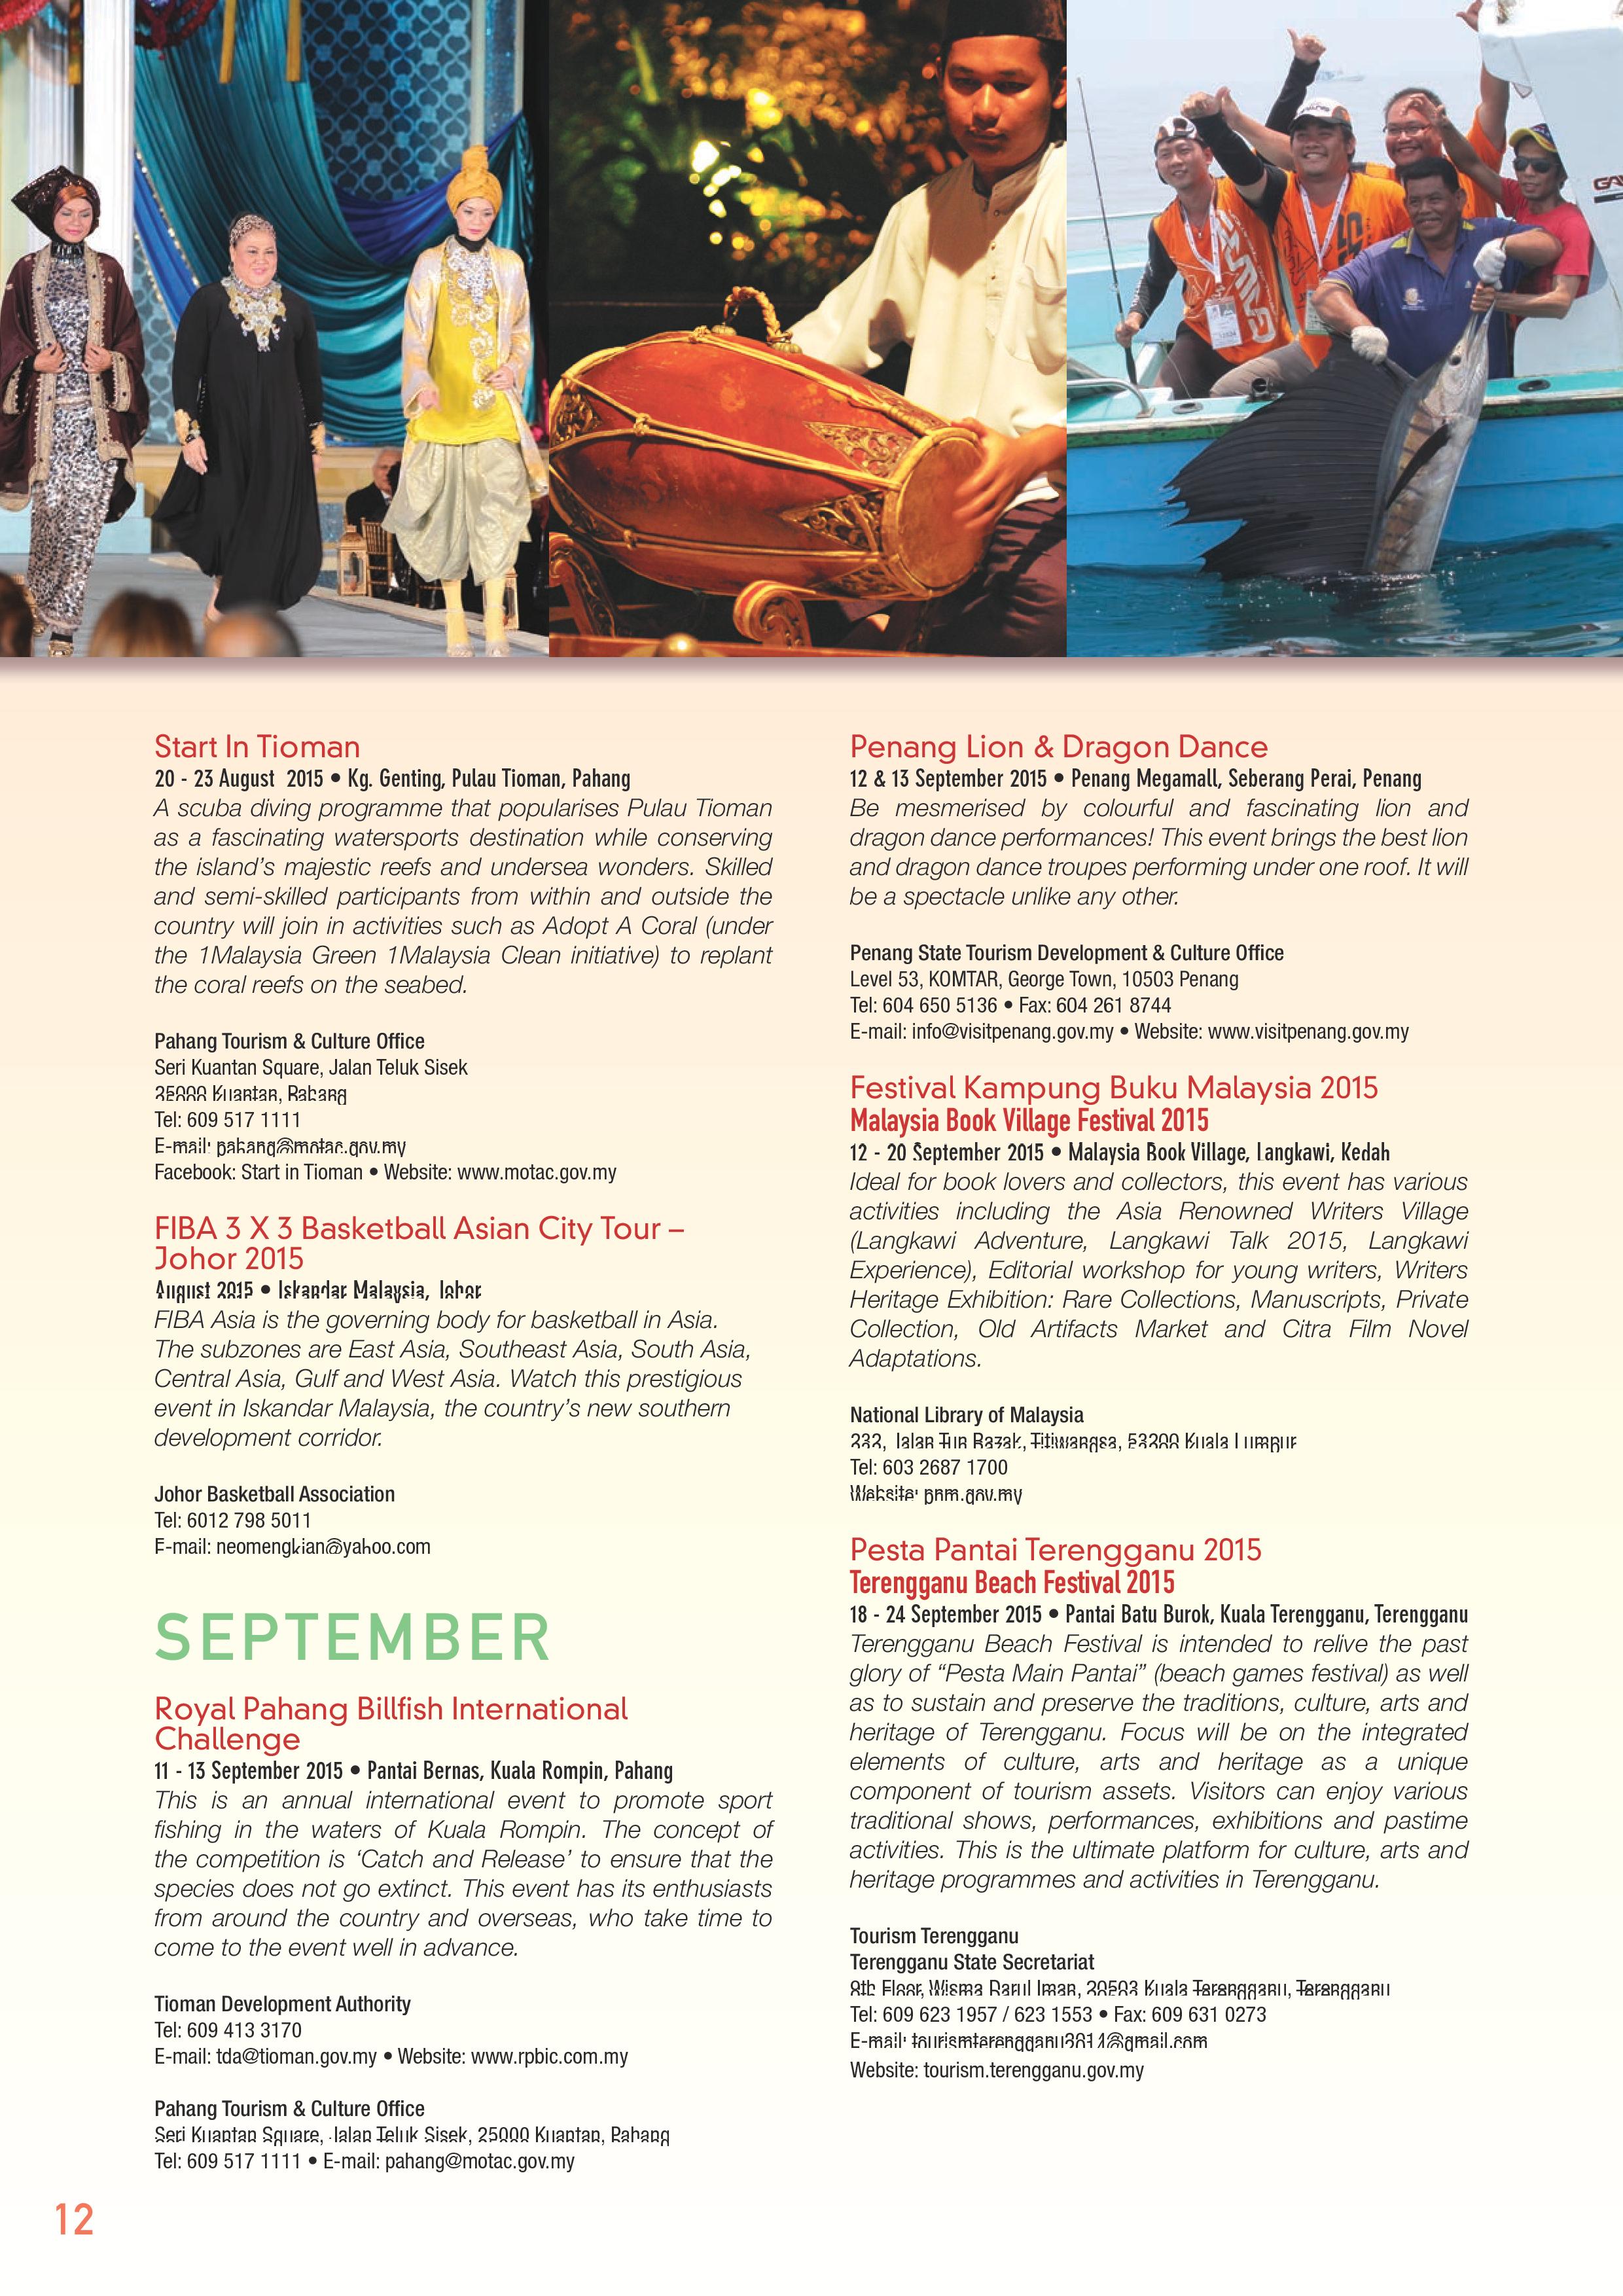 GA
Start In Tioman
20 - 23 August 2015 • Kg. Genting, Pulau Tioman, Pahang
A scuba diving programme that popularises Pulau Tioman
as a fascinating watersports destination while conserving
the island's majestic reefs and undersea wonders. Skilled
and semi-skilled participants from within and outside the
country will join in activities such as Adopt A Coral (under
the 1Malaysia Green 1Malaysia Clean initiative) to replant
the coral reefs on the seabed.
Pahang Tourism & Culture Office
Seri Kuantan Square, Jalan Teluk Sisek
25000 Kuantan, Pahang
Tel: 609 517 1111
E-mail: pahang@motac.gov.my
Facebook: Start in Tioman • Website: www.motac.gov.my
FIBA 3 X 3 Basketball Asian City Tour –
Johor 2015
August 2015 • Iskandar Malaysia, Johor
FIBA Asia is the governing body for basketball in Asia.
The subzones are East Asia, Southeast Asia, South Asia,
Central Asia, Gulf and West Asia. Watch this prestigious
event in Iskandar Malaysia, the country's new southern
development corridor.
Johor Basketball Association
Tel: 6012 798 5011
E-mail: neomengkian@yahoo.com
SEPTEMBER
Royal Pahang Billfish International
Challenge
11 - 13 September 2015 • Pantai Bernas, Kuala Rompin, Pahang
This is an annual international event to promote sport
fishing in the waters of Kuala Rompin. The concept of
the competition is 'Catch and Release' to ensure that the
species does not go extinct. This event has its enthusiasts
from around the country and overseas, who take time to
come to the event well in advance.
Tioman Development Authority
Tel: 609 413 3170
E-mail: tda@tioman.gov.my • Website: www.rpbic.com.my
Pahang Tourism & Culture Office
Seri Kuantan Square, Jalan Teluk Sisek, 25000 Kuantan, Pahang
Tel: 609 517 1111 • E-mail: pahang@motac.gov.my
Penang Lion & Dragon Dance
12 & 13 September 2015 • Penang Megamall, Seberang Perai, Penang
Be mesmerised by colourful and fascinating lion and
dragon dance performances! This event brings the best lion
and dragon dance troupes performing under one roof. It will
be a spectacle unlike any other.
Penang State Tourism Development & Culture Office
Level 53, KOMTAR, George Town, 10503 Penang
Tel: 604 650 5136 • Fax: 604 261 8744
E-mail: info@visitpenang.gov.my • Website: www.visitpenang.gov.my
Festival Kampung Buku Malaysia 2015
Malaysia Book Village Festival 2015
12 - 20 September 2015 • Malaysia Book Village, Langkawi, Kedah
Ideal for book lovers and collectors, this event has various
activities including the Asia Renowned Writers Village
(Langkawi Adventure, Langkawi Talk 2015, Langkawi
Experience), Editorial workshop for young writers, Writers
Heritage Exhibition: Rare Collections, Manuscripts, Private
Collection, Old Artifacts Market and Citra Film Novel
Adaptations.
National Library of Malaysia
232, Jalan Tun Razak, Titiwangsa, 53200 Kuala Lumpur
Tel: 603 2687 1700
Website: pnm.gov.my
Pesta Pantai Terengganu 2015
Terengganu Beach Festival 2015
18 - 24 September 2015 • Pantai Batu Burok, Kuala Terengganu, Terengganu
Terengganu Beach Festival is intended to relive the past
glory of "Pesta Main Pantai" (beach games festival) as well
as to sustain and preserve the traditions, culture, arts and
heritage of Terengganu. Focus will be on the integrated
elements of culture, arts and heritage as a unique
component of tourism assets. Visitors can enjoy various
traditional shows, performances, exhibitions and pastime
activities. This is the ultimate platform for culture, arts and
heritage programmes and activities in Terengganu.
Tourism Terengganu
Terengganu State Secretariat
Floor, Wisma Darul Iman, 20503 Kuala Terengganu, Terengganu
Tel: 609 623 1957 / 623 1553 • Fax: 609 631 0273
E-mail:
Website: tourism.terengganu.gov.my
12